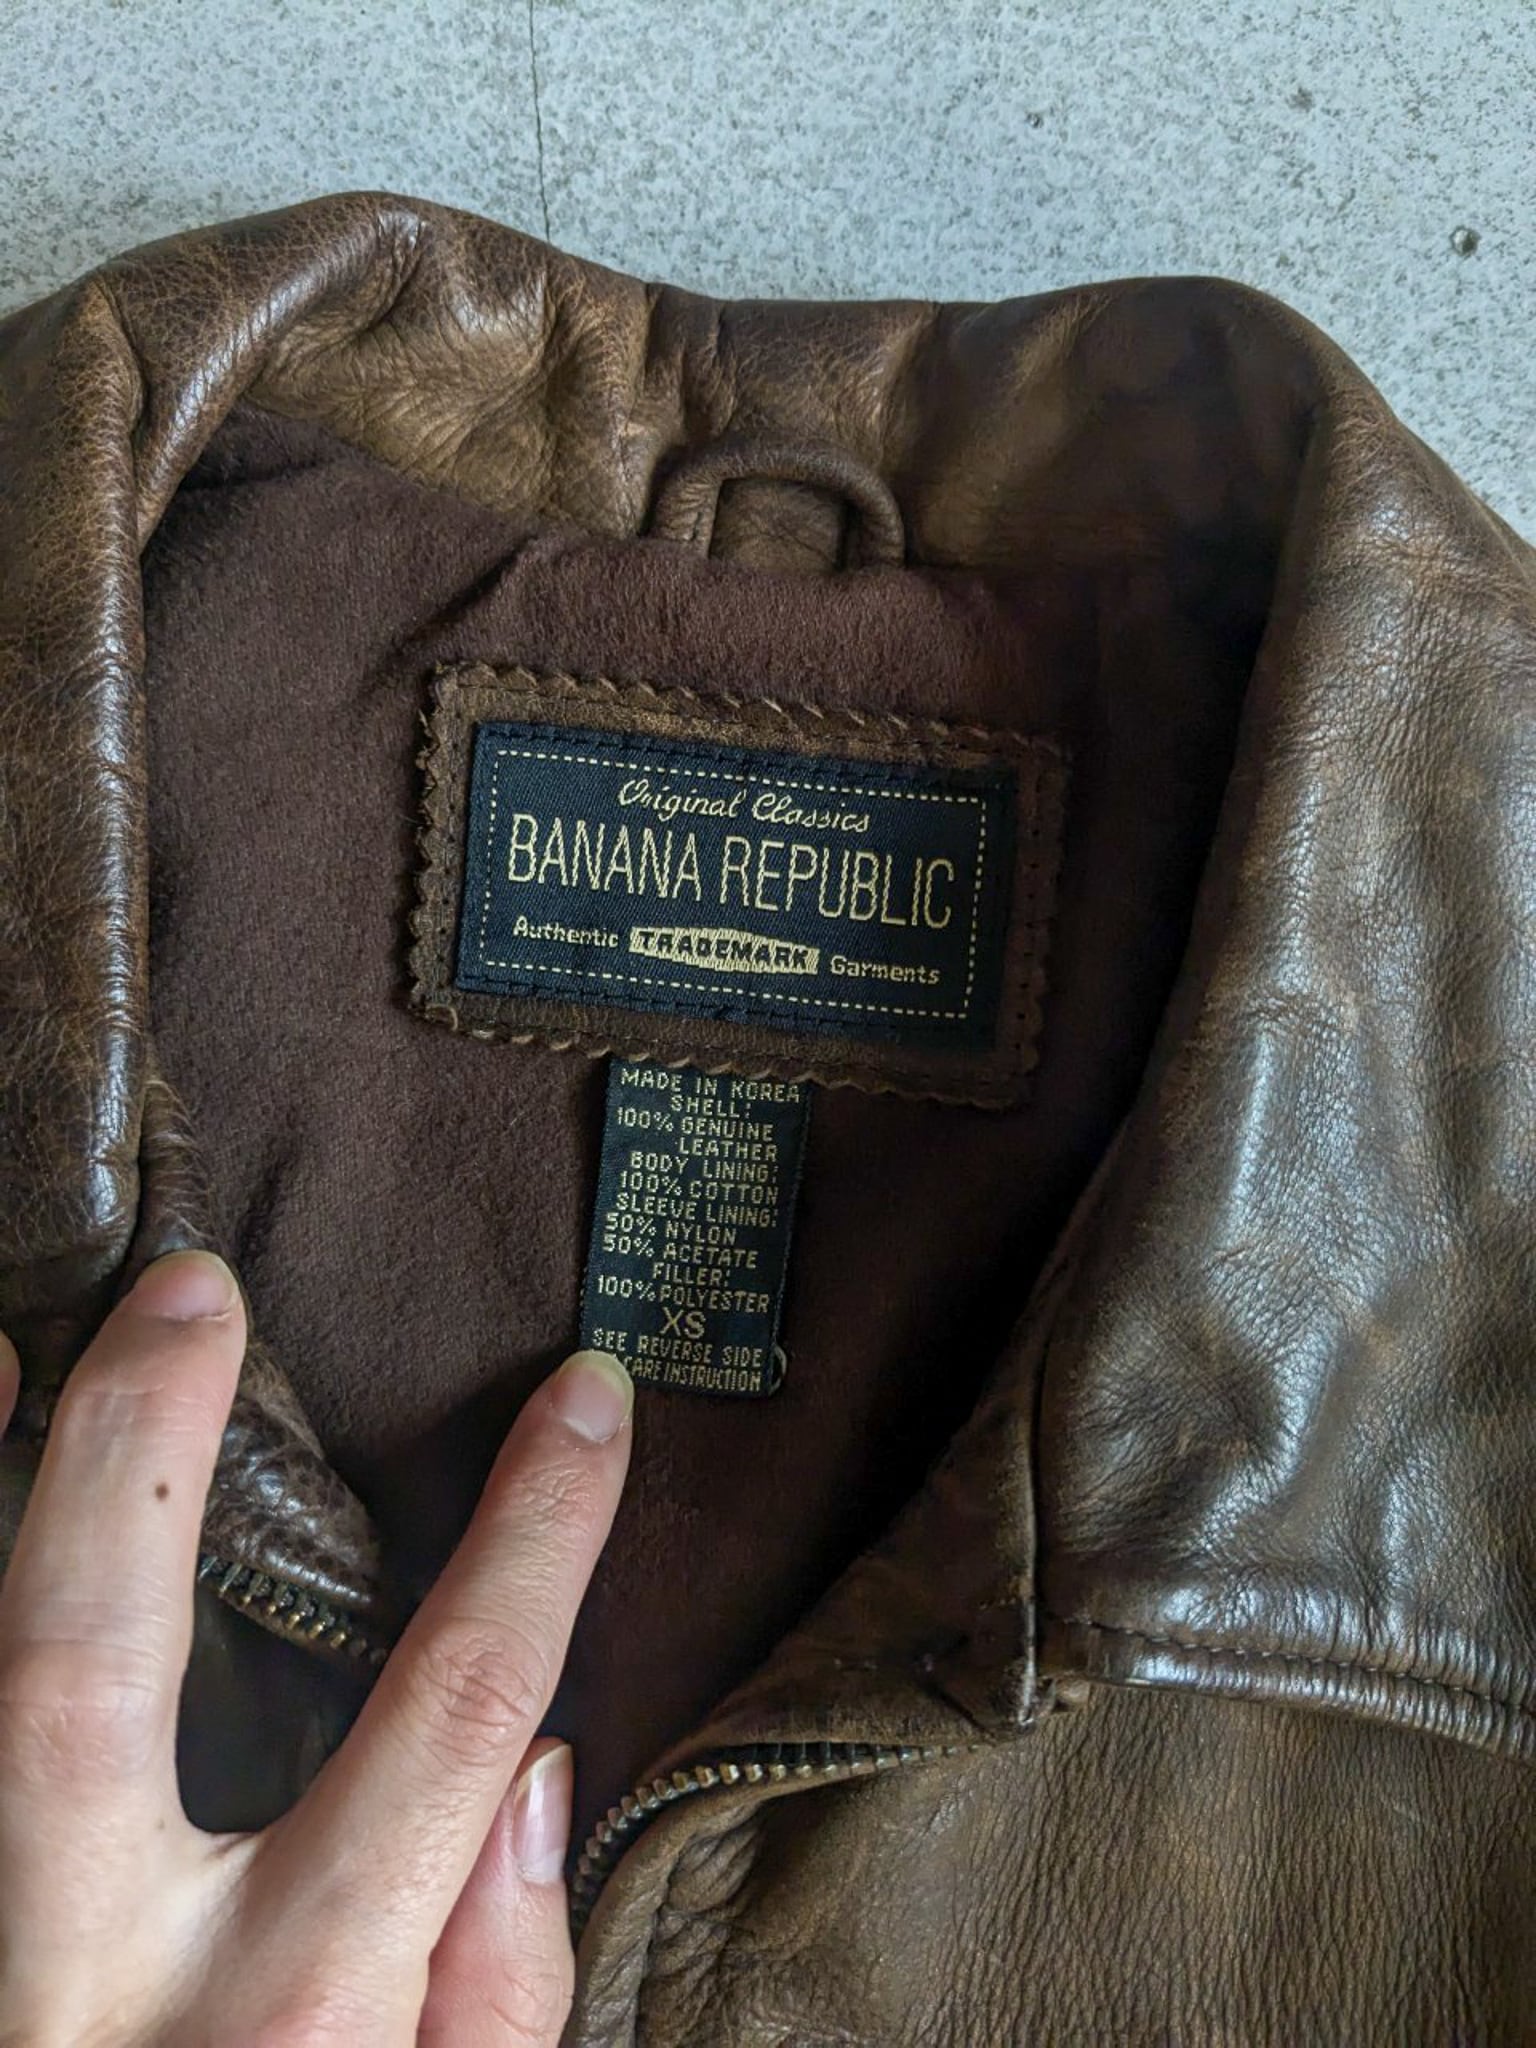 Original Classics
BANANA REPUBLIC
Authentic TRADEMARK Garments
MADE IN KOREA
SHELL:
100% GENUINE
LEATHER
BODY LINING:
100% COTTON
SLEEVE LINING:
50% NYLON
50% ACETATE
FILLER:
100% POLYESTER
XS
SEE REVERSE SIDE
CARE INSTRUCTION